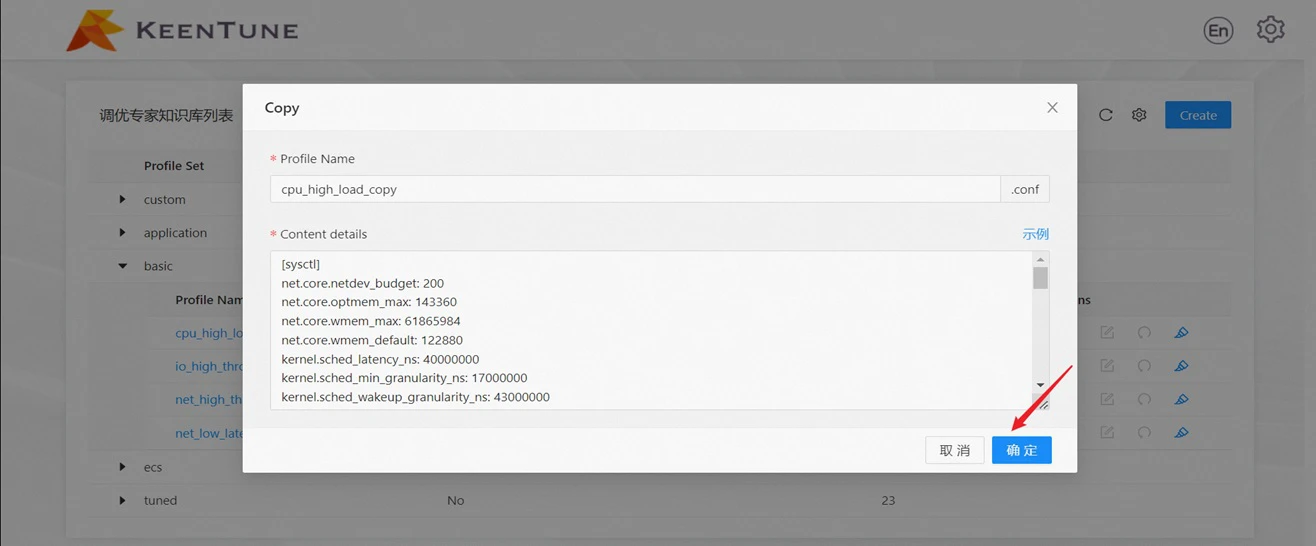 KEENTUNE
En
调优专家知识库列表
Create
Profile Set
custom
application
basic
Profile Nam
ns
cpu_high_lo
io_high_thro
net_high_th
net_low_late
ecs
tuned No 23
Copy
* Profile Name
cpu_high_load_copy .conf
* Content details 示例
[sysctl]
net.core.netdev_budget: 200
net.core.optmem_max: 143360
net.core.wmem_max: 61865984
net.core.wmem_default: 122880
kernel.sched_latency_ns: 40000000
kernel.sched_min_granularity_ns: 17000000
kernel.sched_wakeup_granularity_ns: 43000000
取 消 确 定